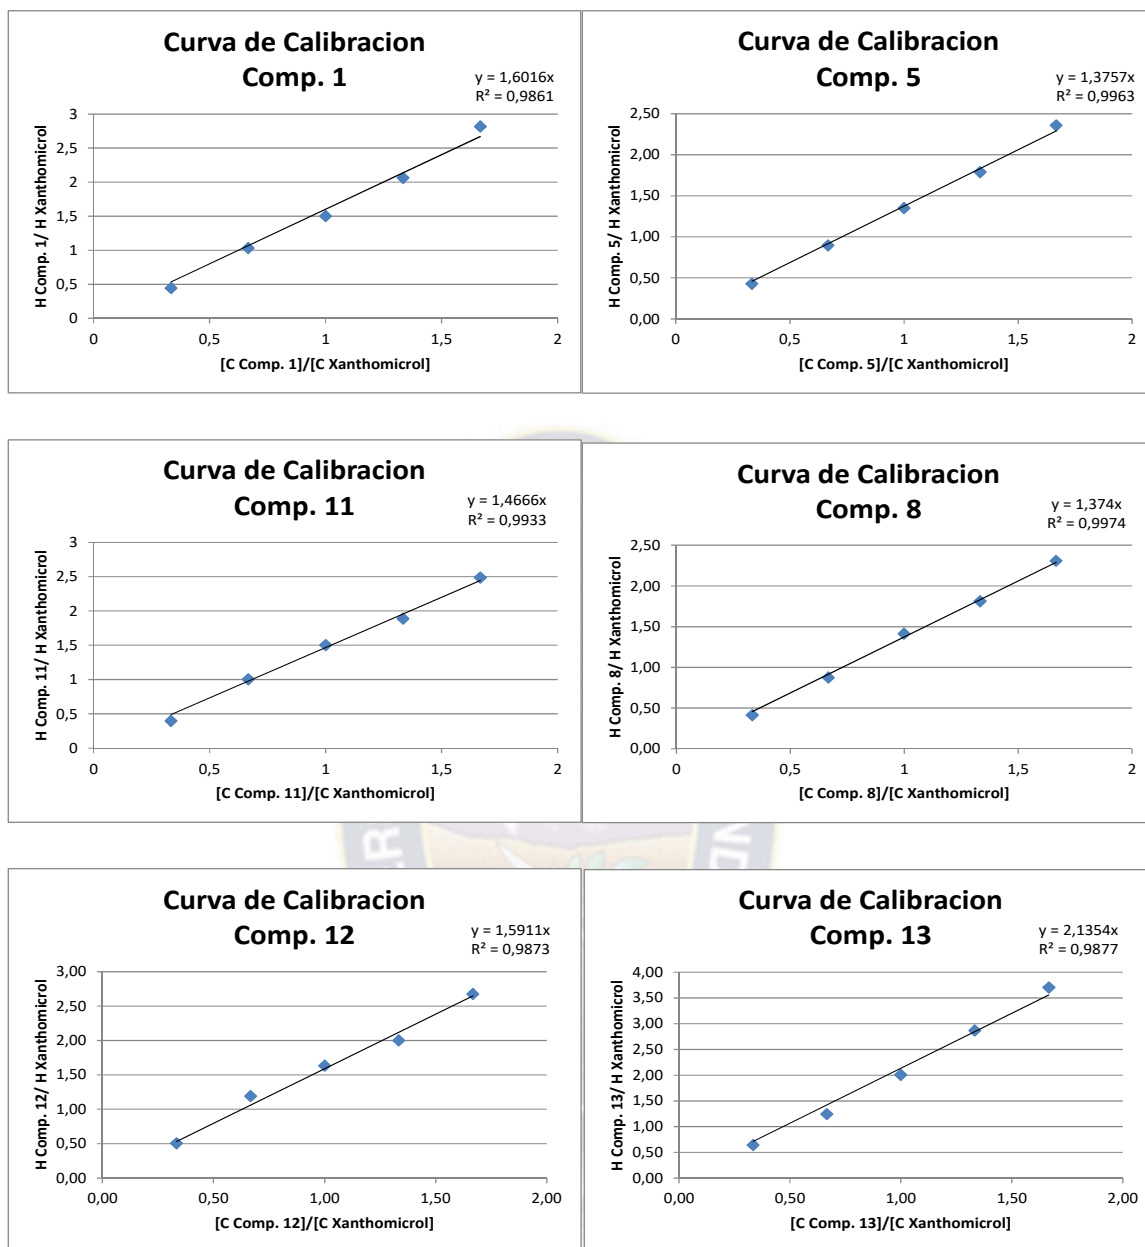 Curva de Calibracion
Comp. 1
y = 1,6016x
R² = 0,9861
H Comp. 1/ H Xanthomicrol
3
2,5
2
1,5
1
0,5
0
0
0,5
1
1,5
2
[C Comp. 1]/[C Xanthomicrol]
Curva de Calibracion
Comp. 5
y = 1,3757x
R² = 0,9963
H Comp. 5/ H Xanthomicrol
2,50
2,00
1,50
1,00
0,50
0,00
0
0,5
1
1,5
2
[C Comp. 5]/[C Xanthomicrol]
Curva de Calibracion
Comp. 11
y = 1,4666x
R² = 0,9933
H Comp. 11/ H Xanthomicrol
3
2,5
2
1,5
1
0,5
0
0
0,5
1
1,5
2
[C Comp. 11]/[C Xanthomicrol]
Curva de Calibracion
Comp. 8
y = 1,374x
R² = 0,9974
H Comp. 8/ H Xanthomicrol
2,50
2,00
1,50
1,00
0,50
0,00
0
0,5
1
1,5
2
[C Comp. 8]/[C Xanthomicrol]
Curva de Calibracion
Comp. 12
y = 1,5911x
R² = 0,9873
H Comp. 12/ H Xanthomicrol
3,00
2,50
2,00
1,50
1,00
0,50
0,00
0,00
0,50
1,00
1,50
2,00
[C Comp. 12]/[C Xanthomicrol]
Curva de Calibracion
Comp. 13
y = 2,1354x
R² = 0,9877
H Comp. 13/ H Xanthomicrol
4,00
3,50
3,00
2,50
2,00
1,50
1,00
0,50
0,00
0,00
0,50
1,00
1,50
2,00
[C Comp. 13]/[C Xanthomicrol]